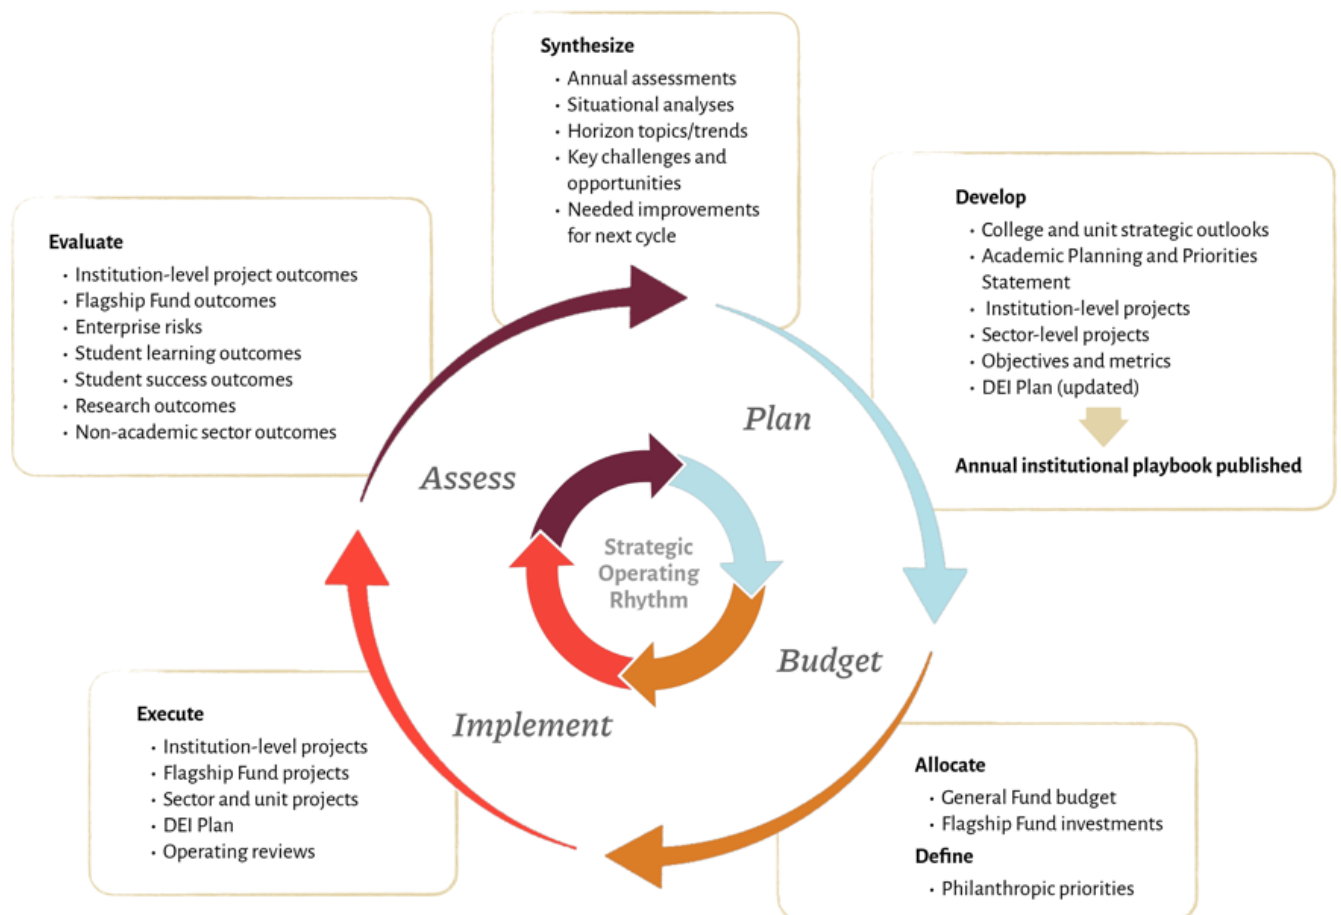 Synthesize
• Annual assessments
• Situational analyses
• Horizon topics/trends
• Key challenges and
opportunities
• Needed improvements
for next cycle
Develop
• College and unit strategic outlooks
• Academic Planning and Priorities
Statement
• Institution-level projects
• Sector-level projects
• Objectives and metrics
• DEI Plan (updated)
Annual institutional playbook published
Evaluate
• Institution-level project outcomes
• Flagship Fund outcomes
• Enterprise risks
• Student learning outcomes
• Student success outcomes
• Research outcomes
• Non-academic sector outcomes
Plan
Assess
Strategic
Operating
Rhythm
Budget
Implement
Execute
• Institution-level projects
• Flagship Fund projects
• Sector and unit projects
• DEI Plan
• Operating reviews
Allocate
• General Fund budget
• Flagship Fund investments
Define
• Philanthropic priorities